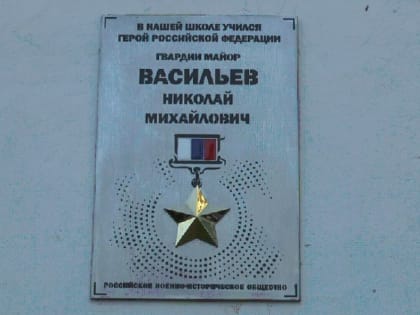 В НАШЕЙ ШКОЛЕ УЧИЛСЯ
ГЕРОЙ РОССИЙСКОЙ ФЕДЕРАЦИИ
ГВАРДИИ МАЙОР
ВАСИЛЬЕВ
НИКОЛАЙ
МИХАЙЛОВИЧ
РОССИЙСКОЕ ВОЕННО-ИСТОРИЧЕСКОЕ ОБЩЕСТВО